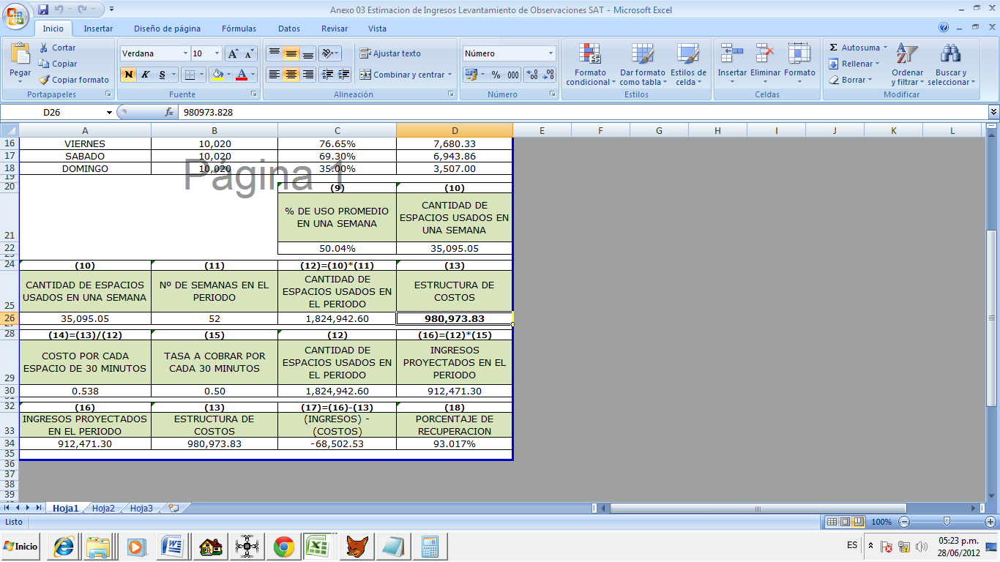 Anexo 03 Estimacion de Ingresos Levantamiento de Observaciones SAT - Microsoft Excel
Inicio Insertar Diseño de página Fórmulas Datos Revisar Vista
Pegar
Cortar
Copiar
Copiar formato
Portapapeles
Verdana 10
N K S
Fuente
Ajustar texto
Combinar y centrar
Alineación
Número
% 000
Número
Formato condicional
Dar formato como tabla
Estilos de celda
Estilos
Insertar Eliminar Formato
Celdas
Autosuma
Rellenar
Borrar
Ordenar y filtrar
Buscar y seleccionar
Modificar
D26 fx 980973.828
A B C D E F G H I J K L
16 VIERNES 10,020 76.65% 7,680.33
17 SABADO 10,020 69.30% 6,943.86
18 DOMINGO 10,020 35.00% 3,507.00
Página 1
19
20 (9) (10)
21 % DE USO PROMEDIO EN UNA SEMANA CANTIDAD DE ESPACIOS USADOS EN UNA SEMANA
22 50.04% 35,095.05
24 (10) (11) (12)=(10)*(11) (13)
25 CANTIDAD DE ESPACIOS USADOS EN UNA SEMANA Nº DE SEMANAS EN EL PERIODO CANTIDAD DE ESPACIOS USADOS EN EL PERIODO ESTRUCTURA DE COSTOS
26 35,095.05 52 1,824,942.60 980,973.83
28 (14)=(13)/(12) (15) (12) (16)=(12)*(15)
29 COSTO POR CADA ESPACIO DE 30 MINUTOS TASA A COBRAR POR CADA 30 MINUTOS CANTIDAD DE ESPACIOS USADOS EN EL PERIODO INGRESOS PROYECTADOS EN EL PERIODO
30 0.538 0.50 1,824,942.60 912,471.30
32 (16) (13) (17)=(16)-(13) (18)
33 INGRESOS PROYECTADOS EN EL PERIODO ESTRUCTURA DE COSTOS (INGRESOS) - (COSTOS) PORCENTAJE DE RECUPERACION
34 912,471.30 980,973.83 -68,502.53 93.017%
35
36
37
38
39
Hoja1 Hoja2 Hoja3
Listo 100%
Inicio ES 05:23 p.m.
28/06/2012